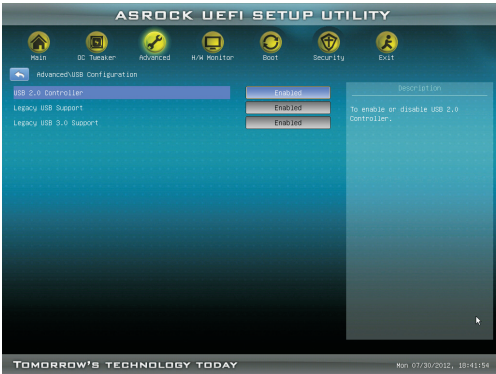 ASROCK UEFI SETUP UTILITY
Main OC Tweaker Advanced H/W Monitor Boot Security Exit
Advanced\USB Configuration
USB 2.0 Controller Enabled
Legacy USB Support Enabled
Legacy USB 3.0 Support Enabled
Description
To enable or disable USB 2.0
Controller.
TOMORROW'S TECHNOLOGY TODAY
Mon 07/30/2012, 18:41:54